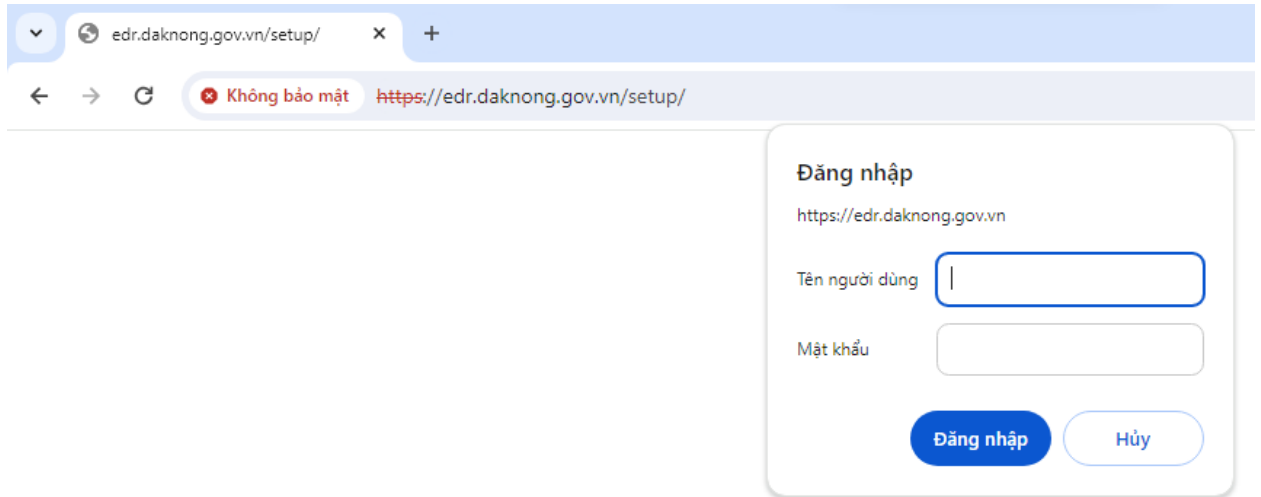 edr.daknong.gov.vn/setup/
Không bảo mật https://edr.daknong.gov.vn/setup/
Đăng nhập
https://edr.daknong.gov.vn
Tên người dùng
Mật khẩu
Đăng nhập Hủy